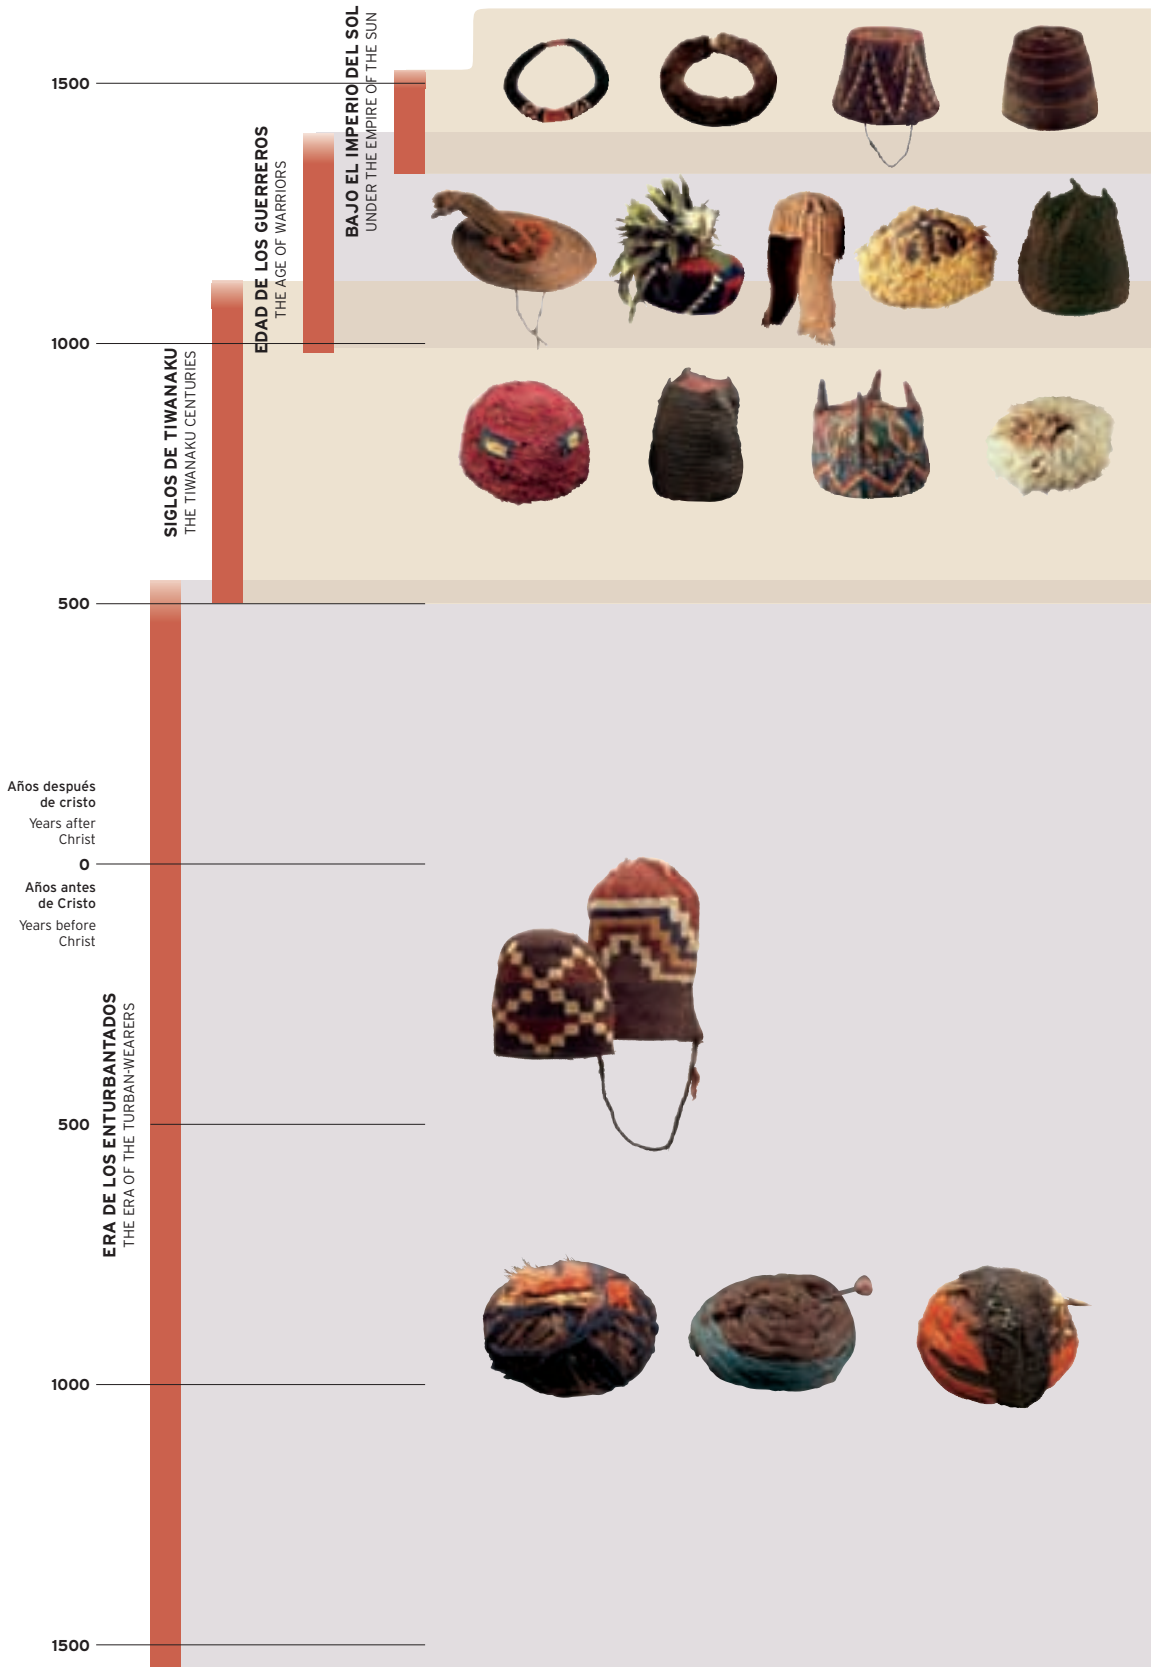 BAJO EL IMPERIO DEL SOL
UNDER THE EMPIRE OF THE SUN
1500
EDAD DE LOS GUERREROS
THE AGE OF WARRIORS
1000
SIGLOS DE TIWANAKU
THE TIWANAKU CENTURIES
500
Años después
de cristo
Years after
Christ
0
Años antes
de Cristo
Years before
Christ
ERA DE LOS ENTURBANTADOS
THE ERA OF THE TURBAN-WEARERS
500
1000
1500